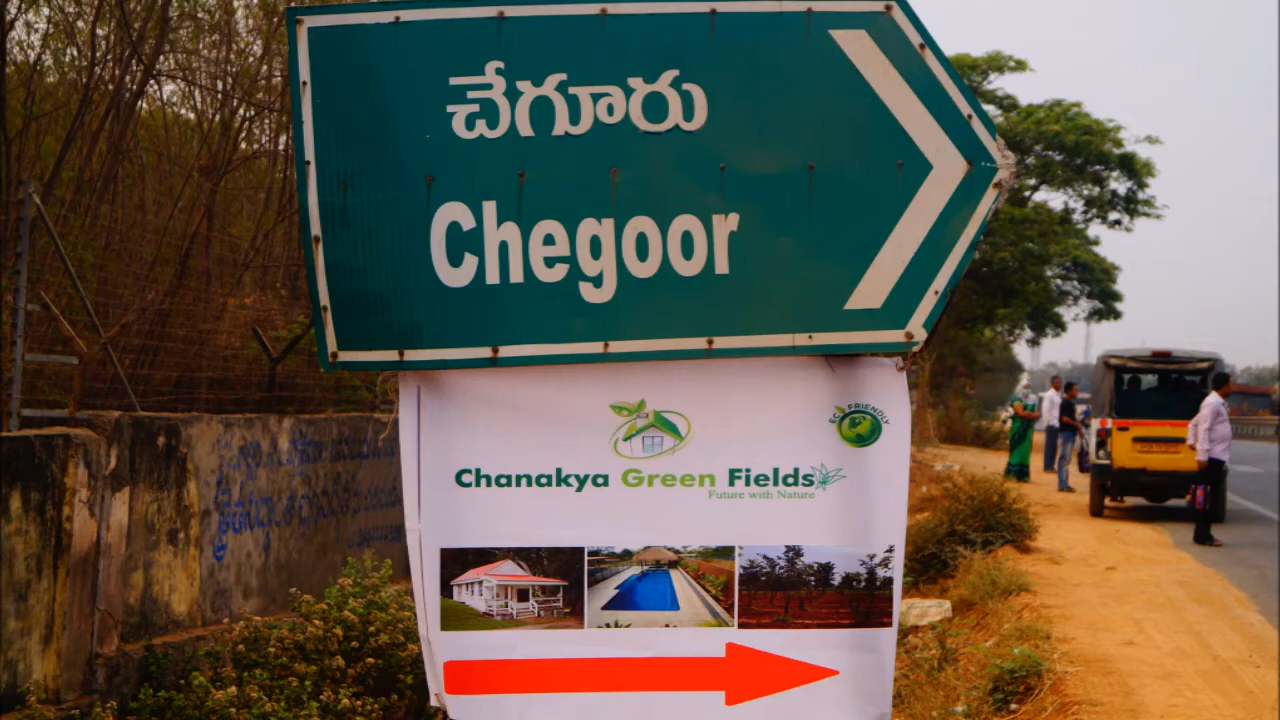 చేగూరు
Chegoor
ECO FRIENDLY
Chanakya Green Fields
Future with Nature